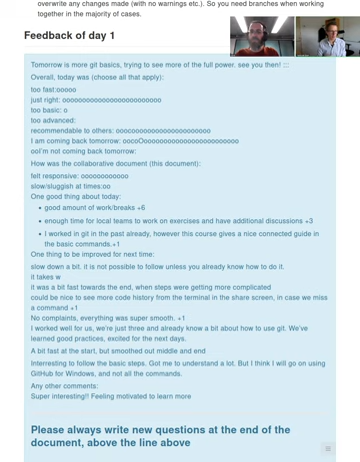 overwrite any changes made (with no warnings etc.). So you need branches when working
together in the majority of cases.
Feedback of day 1
Tomorrow is more git basics, trying to see more of the full power. see you then! :::
Overall, today was (choose all that apply):
too fast:ooooo
just right: oooooooooooooooooooooooooo
too basic: o
too advanced:
recommendable to others: ooooooooooooooooooooooooo
I am coming back tomorrow: oocoOoooooooooooooooooooooooo
ooI'm not coming back tomorrow:
How was the collaborative document (this document):
felt responsive: oooooooooooo
slow/sluggish at times:oo
One good thing about today:
• good amount of work/breaks +6
• enough time for local teams to work on exercises and have additional discussions +3
• I worked in git in the past already, however this course gives a nice connected guide in
the basic commands.+1
One thing to be improved for next time:
slow down a bit. it is not possible to follow unless you already know how to do it.
it takes w
it was a bit fast towards the end, when steps were getting more complicated
could be nice to see more code history from the terminal in the share screen, in case we miss
a command +1
No complaints, everything was super smooth. +1
I worked well for us, we're just three and already know a bit about how to use git. We've
learned good practices, excited for the next days.
A bit fast at the start, but smoothed out middle and end
Interresting to follow the basic steps. Got me to understand a lot. But I think I will go on using
GitHub for Windows, and not all the commands.
Any other comments:
Super interesting!! Feeling motivated to learn more
Please always write new questions at the end of the
document, above the line above